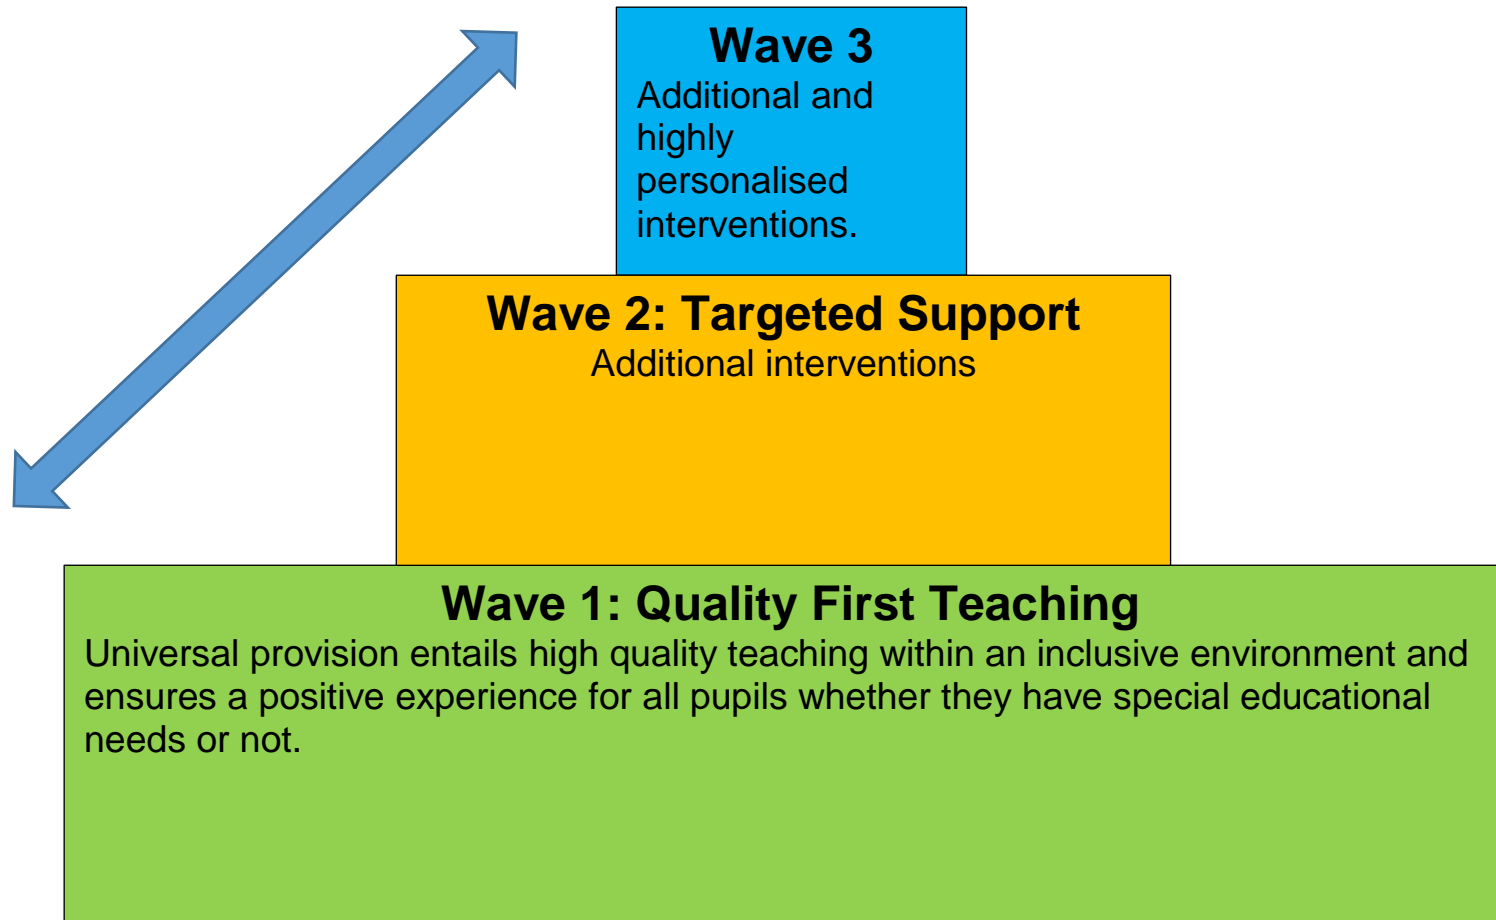 Wave 3
Additional and
highly
personalised
interventions.
Wave 2: Targeted Support
Additional interventions
Wave 1: Quality First Teaching
Universal provision entails high quality teaching within an inclusive environment and
ensures a positive experience for all pupils whether they have special educational
needs or not.